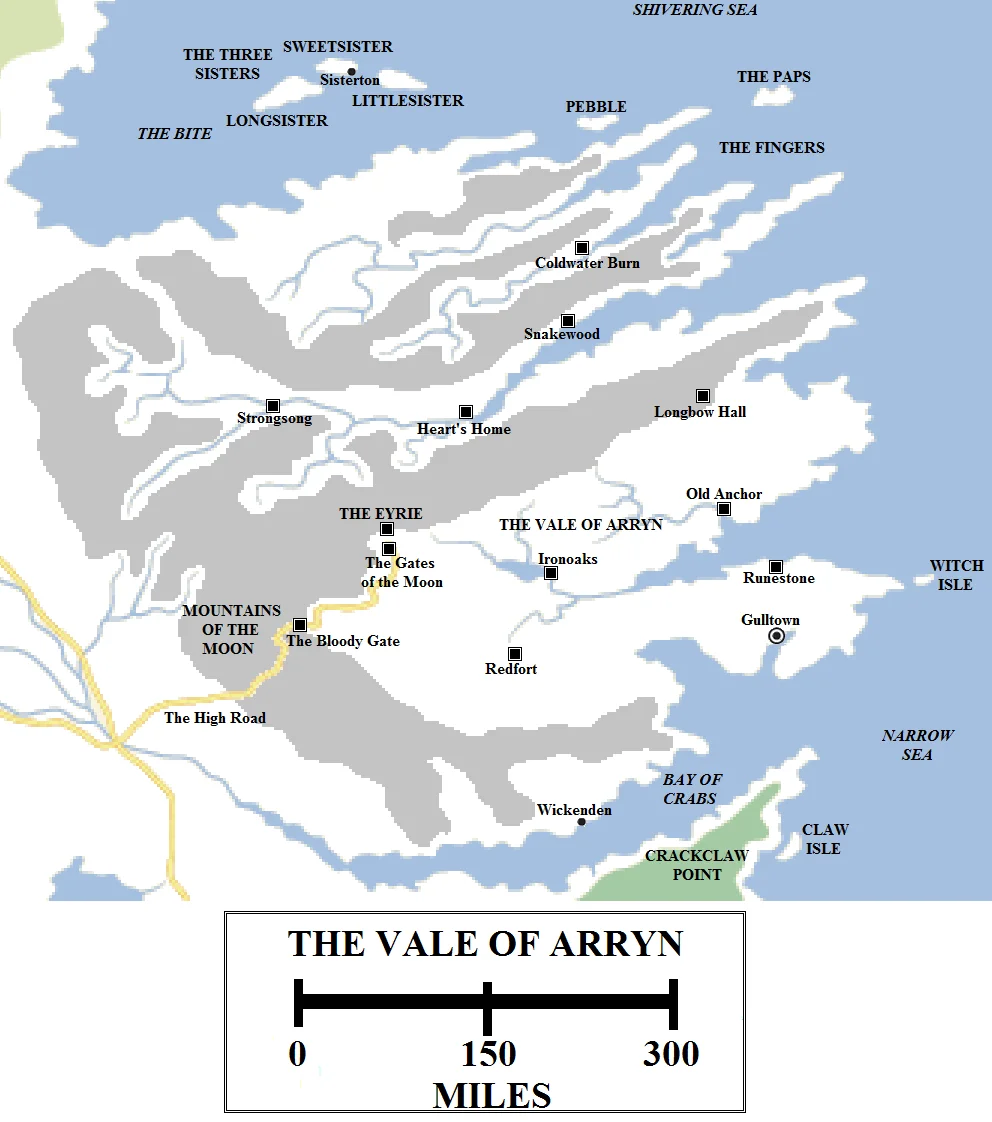 SHIVERING SEA
SWEETSISTER
THE THREE
SISTERS
Sisterton
LITTLESISTER
LONGSISTER
THE BITE
THE PAPS
PEBBLE
THE FINGERS
Coldwater Burn
Snakewood
Strongsong
Heart's Home
Longbow Hall
Old Anchor
THE EYRIE
THE VALE OF ARRYN
The Gates
of the Moon
Ironoaks
Runestone
WITCH
ISLE
MOUNTAINS
OF THE
MOON
The Bloody Gate
Gulltown
Redfort
The High Road
NARROW
SEA
BAY OF
CRABS
Wickenden
CLAW
ISLE
CRACKCLAW
POINT
THE VALE OF ARRYN
0 150 300
MILES